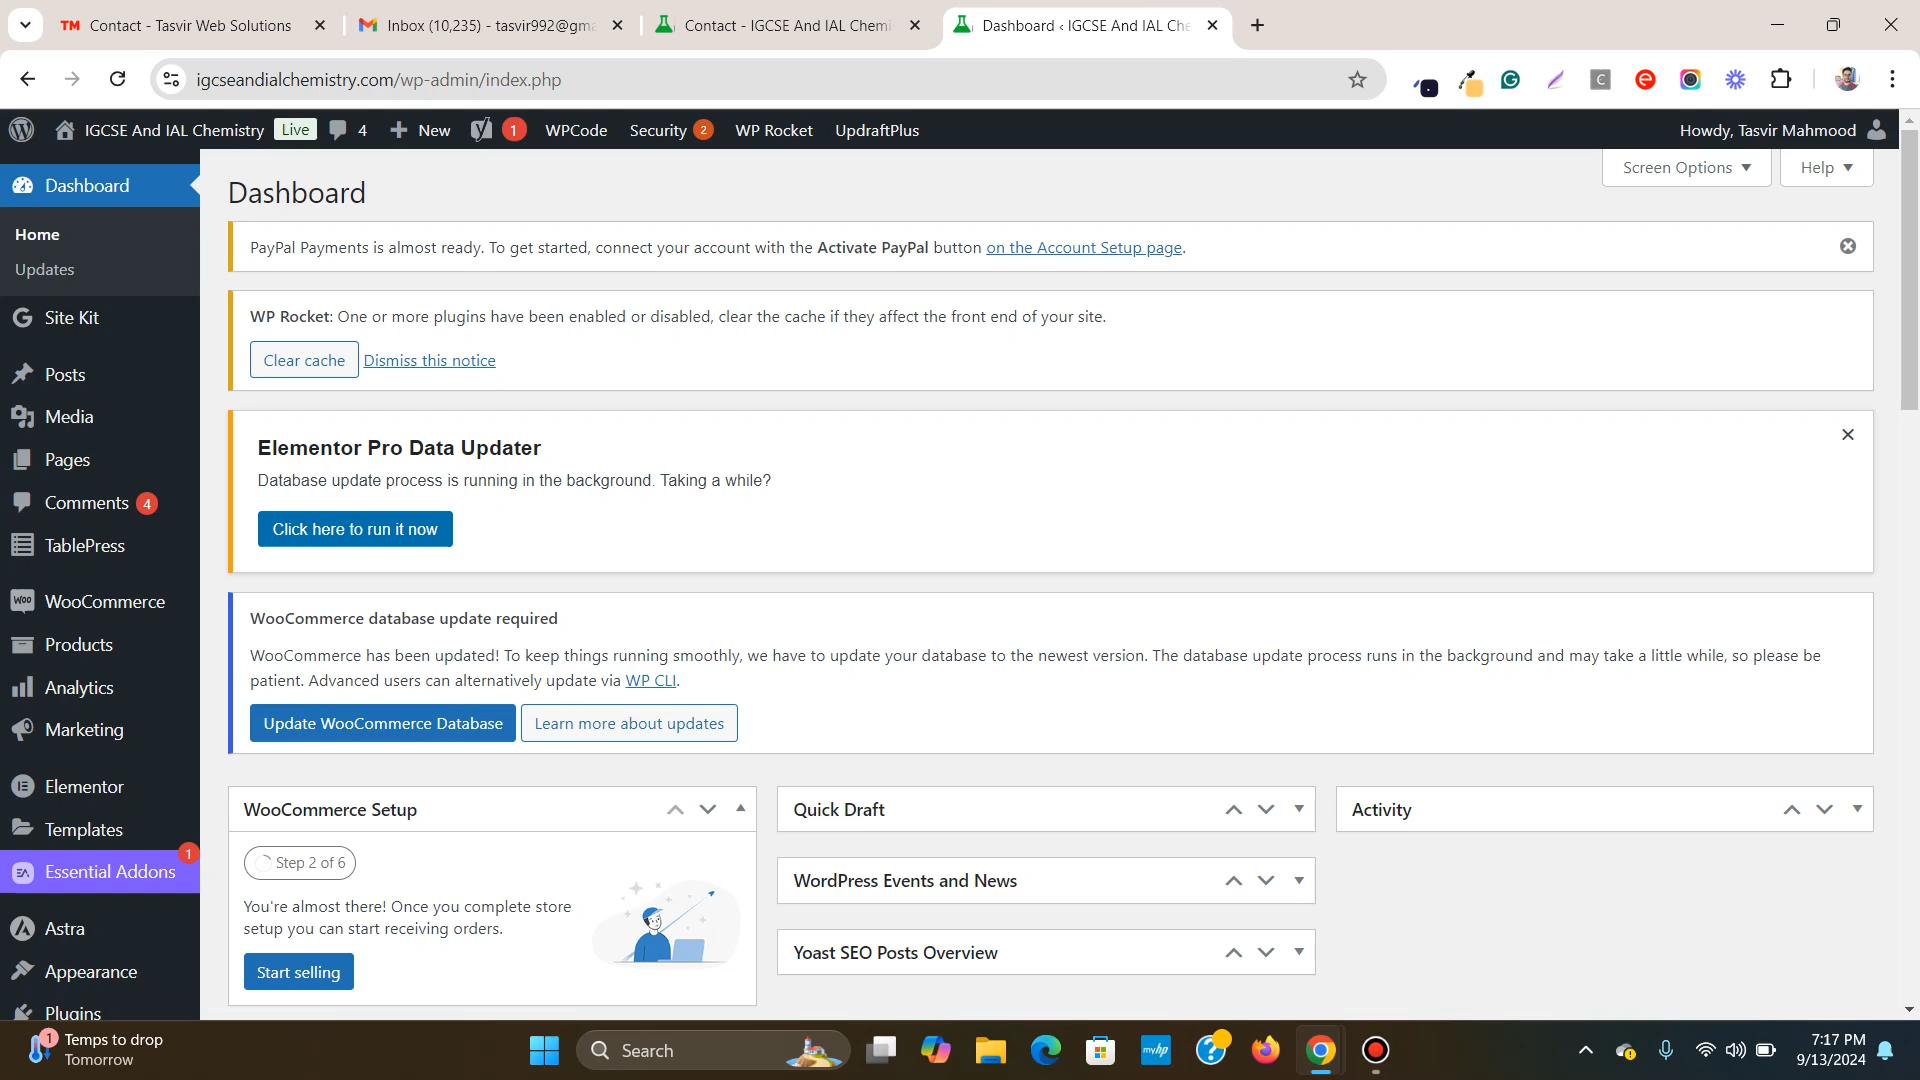 Contact - Tasvir Web Solutions
Inbox (10,235) - tasvir992@gma
Contact - IGCSE And IAL Chemi
Dashboard ‹ IGCSE And IAL Che
igcseandialchemistry.com/wp-admin/index.php
IGCSE And IAL Chemistry Live 4 New 1 WPCode Security 2 WP Rocket UpdraftPlus Howdy, Tasvir Mahmood
Screen Options Help
Dashboard
Home
Updates
Site Kit
Posts
Media
Pages
Comments 4
TablePress
WooCommerce
Products
Analytics
Marketing
Elementor
Templates
Essential Addons 1
Astra
Appearance
Plugins
Dashboard
PayPal Payments is almost ready. To get started, connect your account with the Activate PayPal button on the Account Setup page.
WP Rocket: One or more plugins have been enabled or disabled, clear the cache if they affect the front end of your site.
Clear cache Dismiss this notice
Elementor Pro Data Updater
Database update process is running in the background. Taking a while?
Click here to run it now
WooCommerce database update required
WooCommerce has been updated! To keep things running smoothly, we have to update your database to the newest version. The database update process runs in the background and may take a little while, so please be
patient. Advanced users can alternatively update via WP CLI.
Update WooCommerce Database Learn more about updates
WooCommerce Setup
Step 2 of 6
You're almost there! Once you complete store
setup you can start receiving orders.
Start selling
Quick Draft
WordPress Events and News
Yoast SEO Posts Overview
Activity
1
Temps to drop
Tomorrow
Search
myhp
7:17 PM
9/13/2024